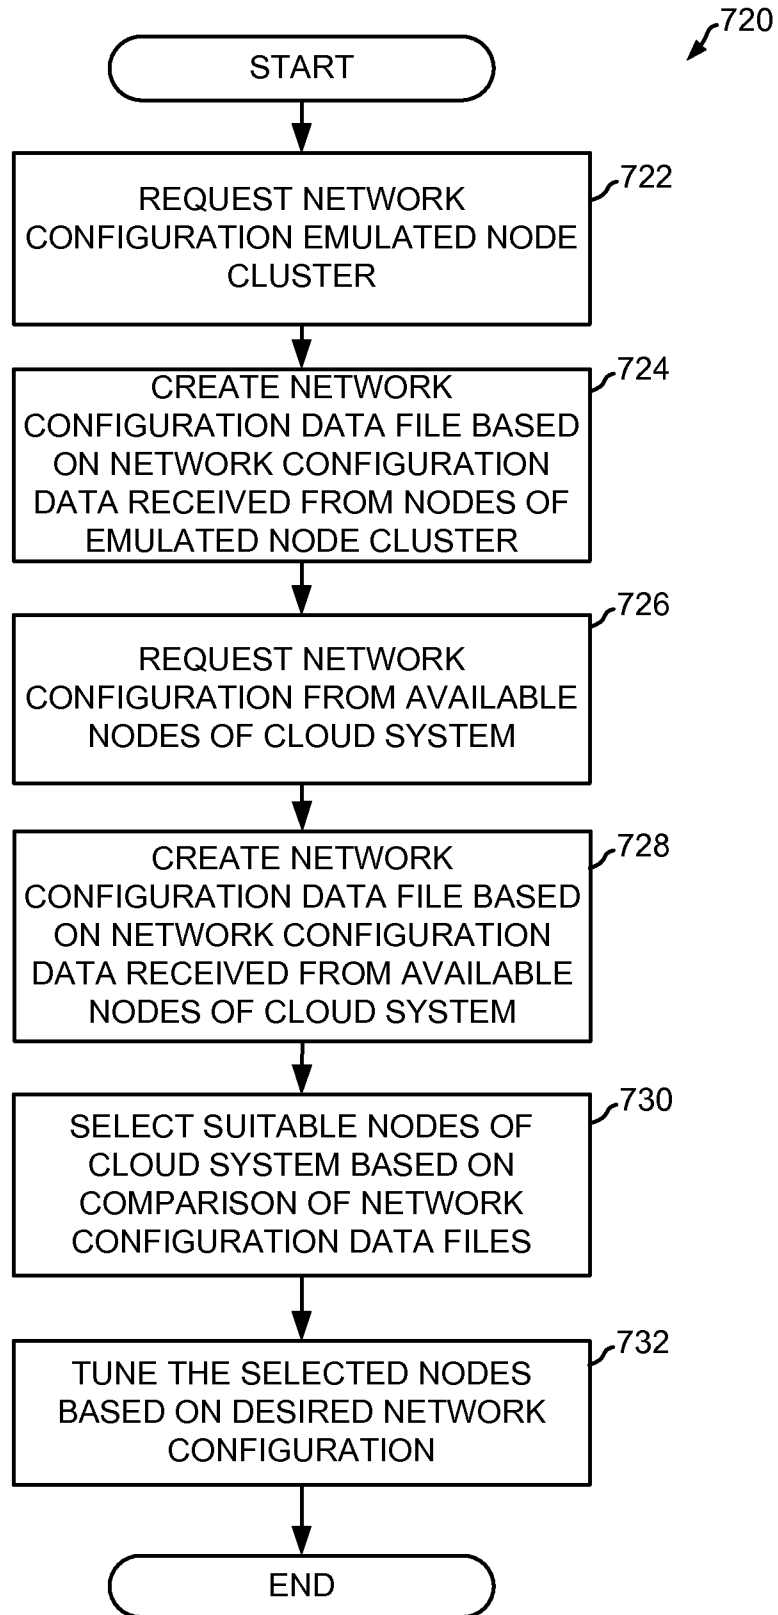 720
START
722
REQUEST NETWORK
CONFIGURATION EMULATED NODE
CLUSTER
724
CREATE NETWORK
CONFIGURATION DATA FILE BASED
ON NETWORK CONFIGURATION
DATA RECEIVED FROM NODES OF
EMULATED NODE CLUSTER
726
REQUEST NETWORK
CONFIGURATION FROM AVAILABLE
NODES OF CLOUD SYSTEM
728
CREATE NETWORK
CONFIGURATION DATA FILE BASED
ON NETWORK CONFIGURATION
DATA RECEIVED FROM AVAILABLE
NODES OF CLOUD SYSTEM
730
SELECT SUITABLE NODES OF
CLOUD SYSTEM BASED ON
COMPARISON OF NETWORK
CONFIGURATION DATA FILES
732
TUNE THE SELECTED NODES
BASED ON DESIRED NETWORK
CONFIGURATION
END